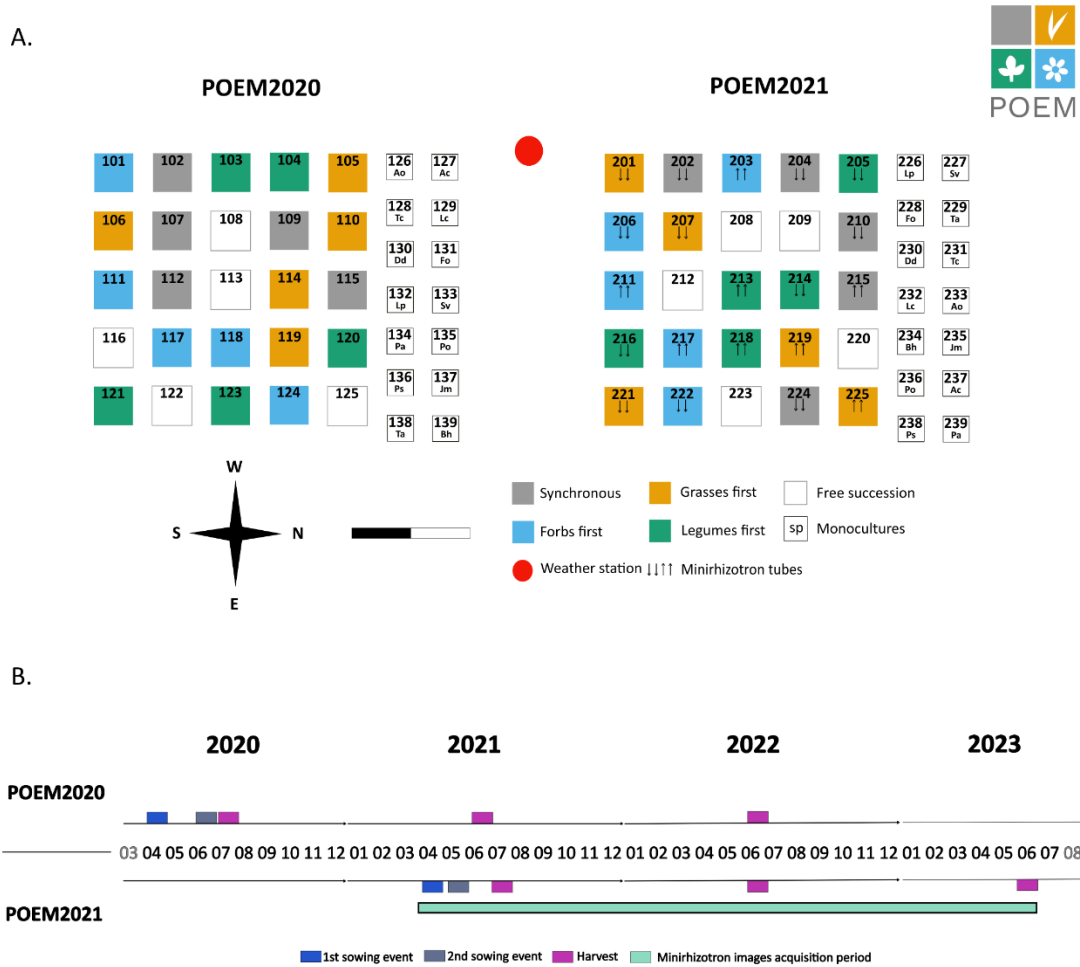 A.
POEM
POEM2020
POEM2021
101 102 103 104 105 126 Ao 127 Ac
128 Tc 129 Lc
106 107 108 109 110
130 Dd 131 Fo
111 112 113 114 115
132 Lp 133 Sv
116 117 118 119 120 134 Pa 135 Po
136 Ps 137 Jm
121 122 123 124 125
138 Ta 139 Bh
201 202 203 204 205 226 Lp 227 Sv
228 Fo 229 Ta
206 207 208 209 210
230 Dd 231 Tc
211 212 213 214 215
232 Lc 233 Ao
216 217 218 219 220 234 Bh 235 Jm
236 Po 237 Ac
221 222 223 224 225
238 Ps 239 Pa
W
S N
E
Synchronous Grasses first Free succession
Forbs first Legumes first sp Monocultures
Weather station ↓↓↑↑ Minirhizotron tubes
B.
2020 2021 2022 2023
POEM2020
03 04 05 06 07 08 09 10 11 12 01 02 03 04 05 06 07 08 09 10 11 12 01 02 03 04 05 06 07 08 09 10 11 12 01 02 03 04 05 06 07 08
POEM2021
1st sowing event 2nd sowing event Harvest Minirhizotron images acquisition period